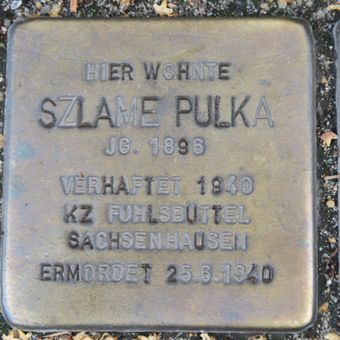 HIER WOHNTE
SZLAME PULKA
JG. 1896
VERHAFTET 1940
KZ FUHLSBÜTTEL
SACHSENHAUSEN
ERMORDET 25.6.1940